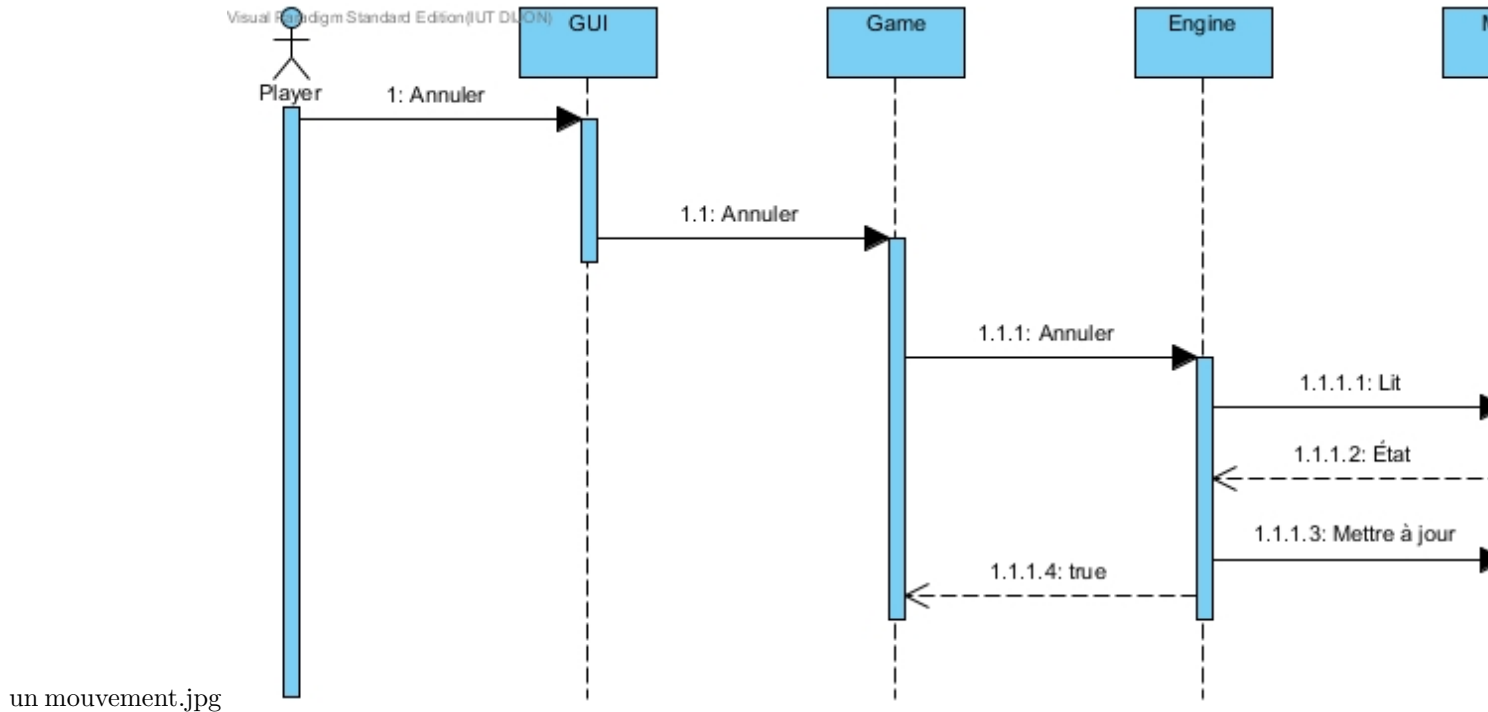 Visual Paradigm Standard Edition(IUT DIJON)
GUI
Game
Engine
Player
1: Annuler
1.1: Annuler
1.1.1: Annuler
1.1.1.1: Lit
1.1.1.2: État
1.1.1.3: Mettre à jour
1.1.1.4: true
un mouvement.jpg